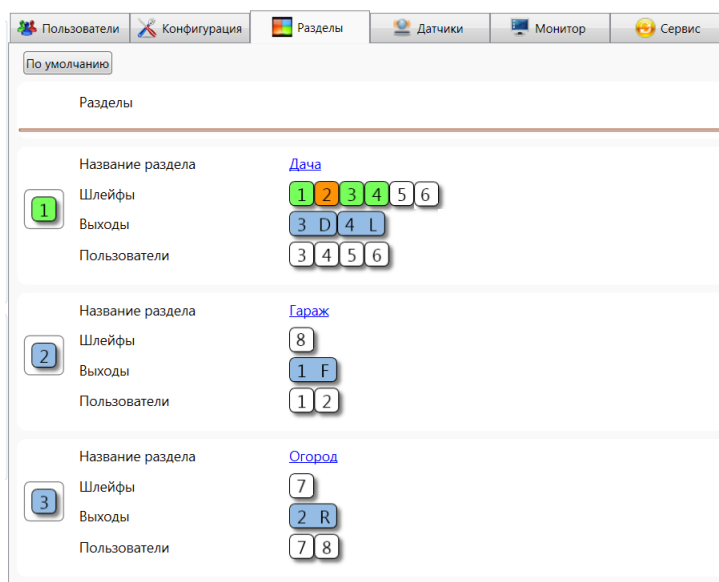 Пользователи Конфигурация Разделы Датчики Монитор Сервис
По умолчанию
Разделы
Название раздела Дача
1
Шлейфы 1 2 3 4 5 6
Выходы 3 D 4 L
Пользователи 3 4 5 6
Название раздела Гараж
2
Шлейфы 8
Выходы 1 F
Пользователи 1 2
Название раздела Огород
3
Шлейфы 7
Выходы 2 R
Пользователи 7 8